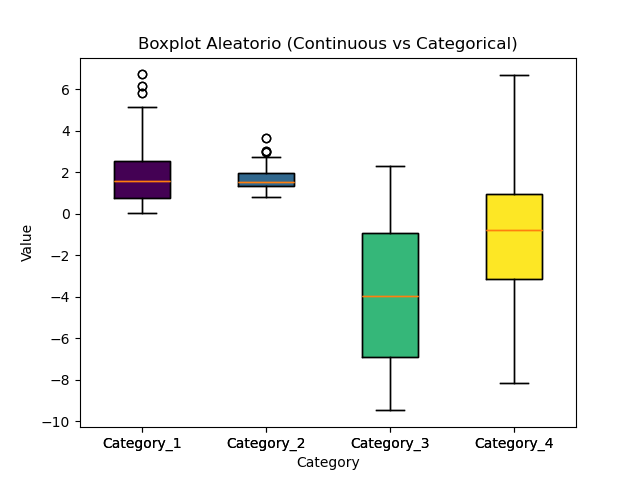 Boxplot Aleatorio (Continuous vs Categorical)
6
4
2
0
−2
−4
−6
−8
−10
Value
Category_1 Category_2 Category_3 Category_4
Category